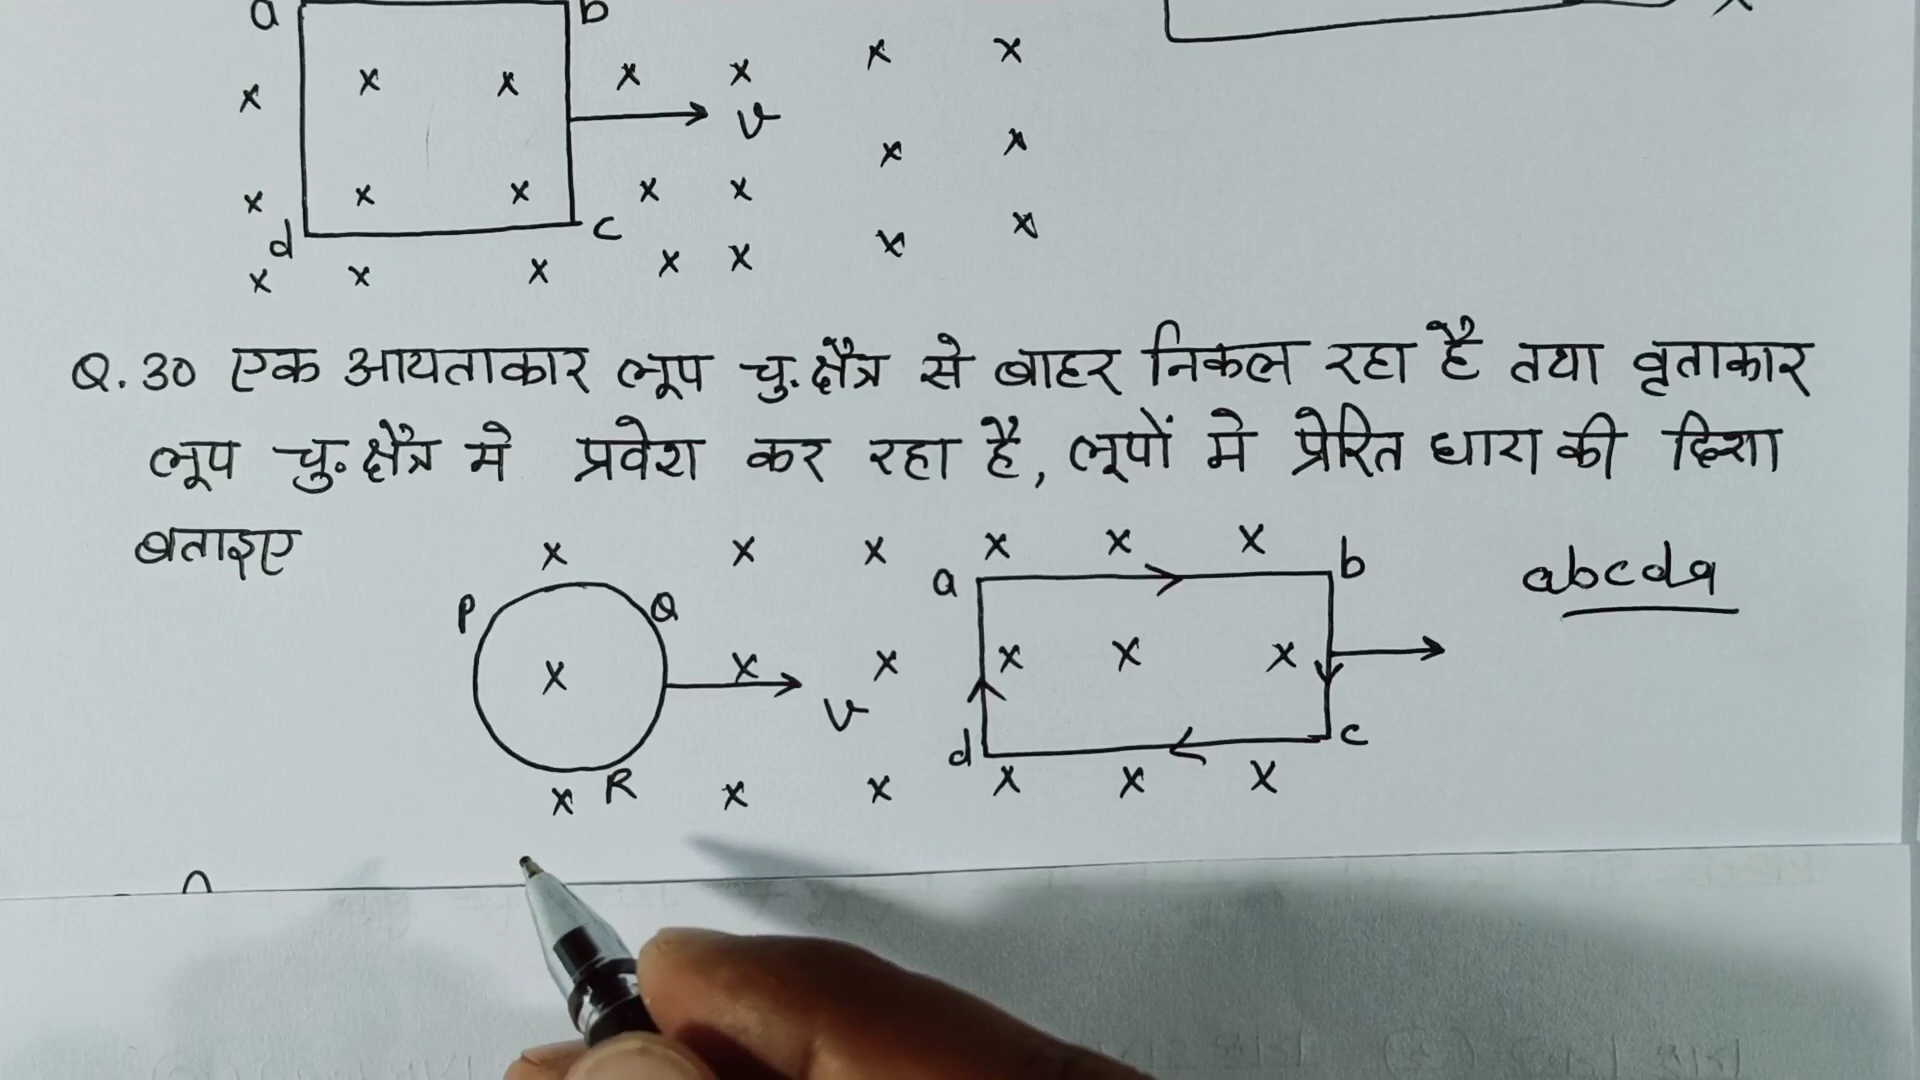 a b
x x x x x x x
v
x x
x x x x x x
d c
x x x x x x x
Q.30 एक आयताकार लूप चु.क्षैत्र से बाहर निकल रहा है तथा वृताकार
लूप चु.क्षैत्र मे प्रवेश कर रहा है, लूपों मे प्रेरित धारा की दिशा
बताइए x x x x x x
a b abcda
P Q
x x x x x x
v
d c
x R x x x x x